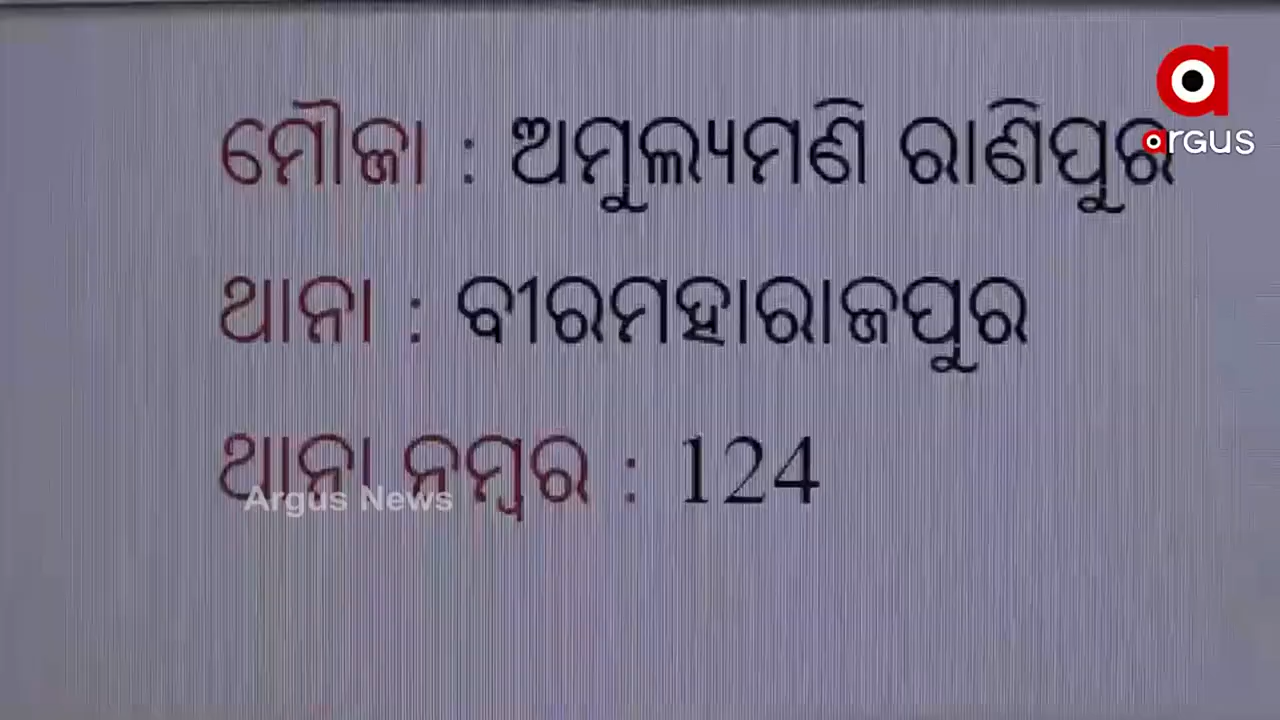 ମୌଜା : ଅମୁଲ୍ୟମଣି ରାଣିପୁର
argus
ଥାନା : ବୀରମହାରାଜପୁର
ଥାନା ନମ୍ବର : 124
Argus News